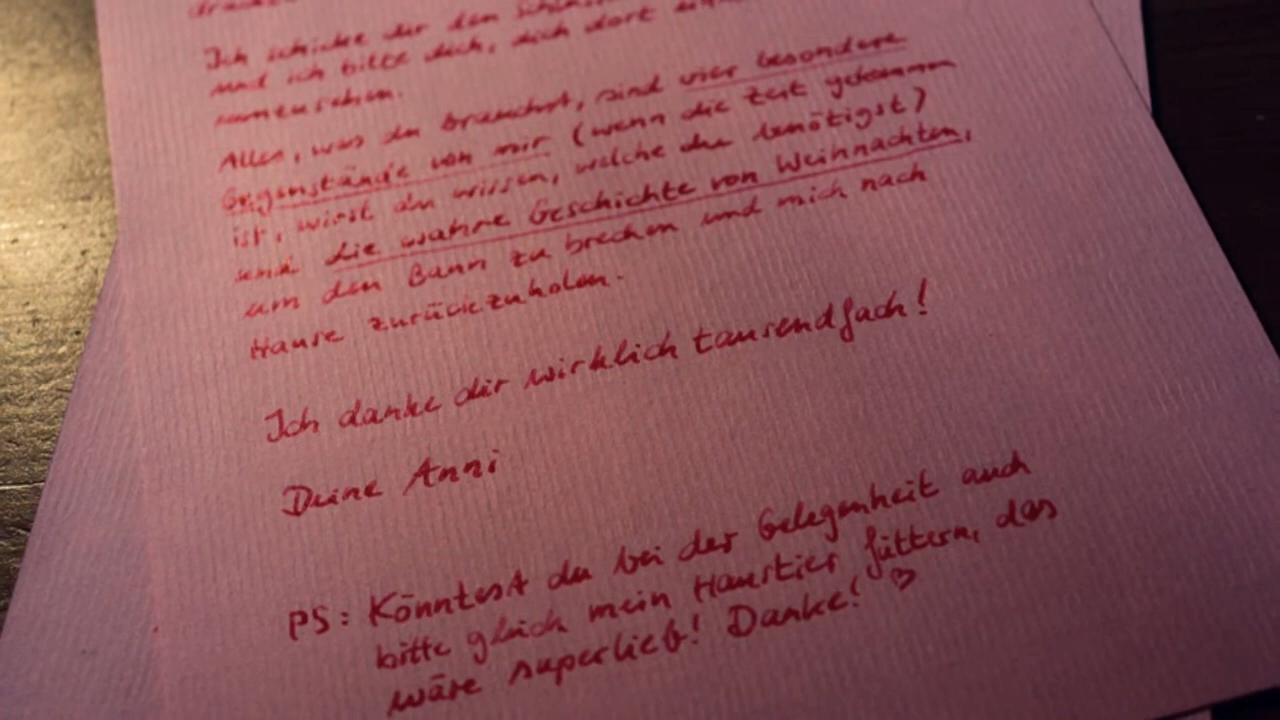 Ich schicke dir den Schlüssel
und ich bitte dich, dich dort
umzusehen.
Alles, was du brauchst, sind vier besondere
Gegenstände von mir (wenn die Zeit gekommen
ist, wirst du wissen, welche du benötigst)
und die wahre Geschichte von Weihnachten,
um den Bann zu brechen und mich nach
Hause zurückzuholen.
Ich danke dir wirklich tausendfach!
Deine Anni
PS: Könntest du bei der Gelegenheit auch
bitte gleich mein Haustier füttern, das
wäre superlieb! Danke! ♡